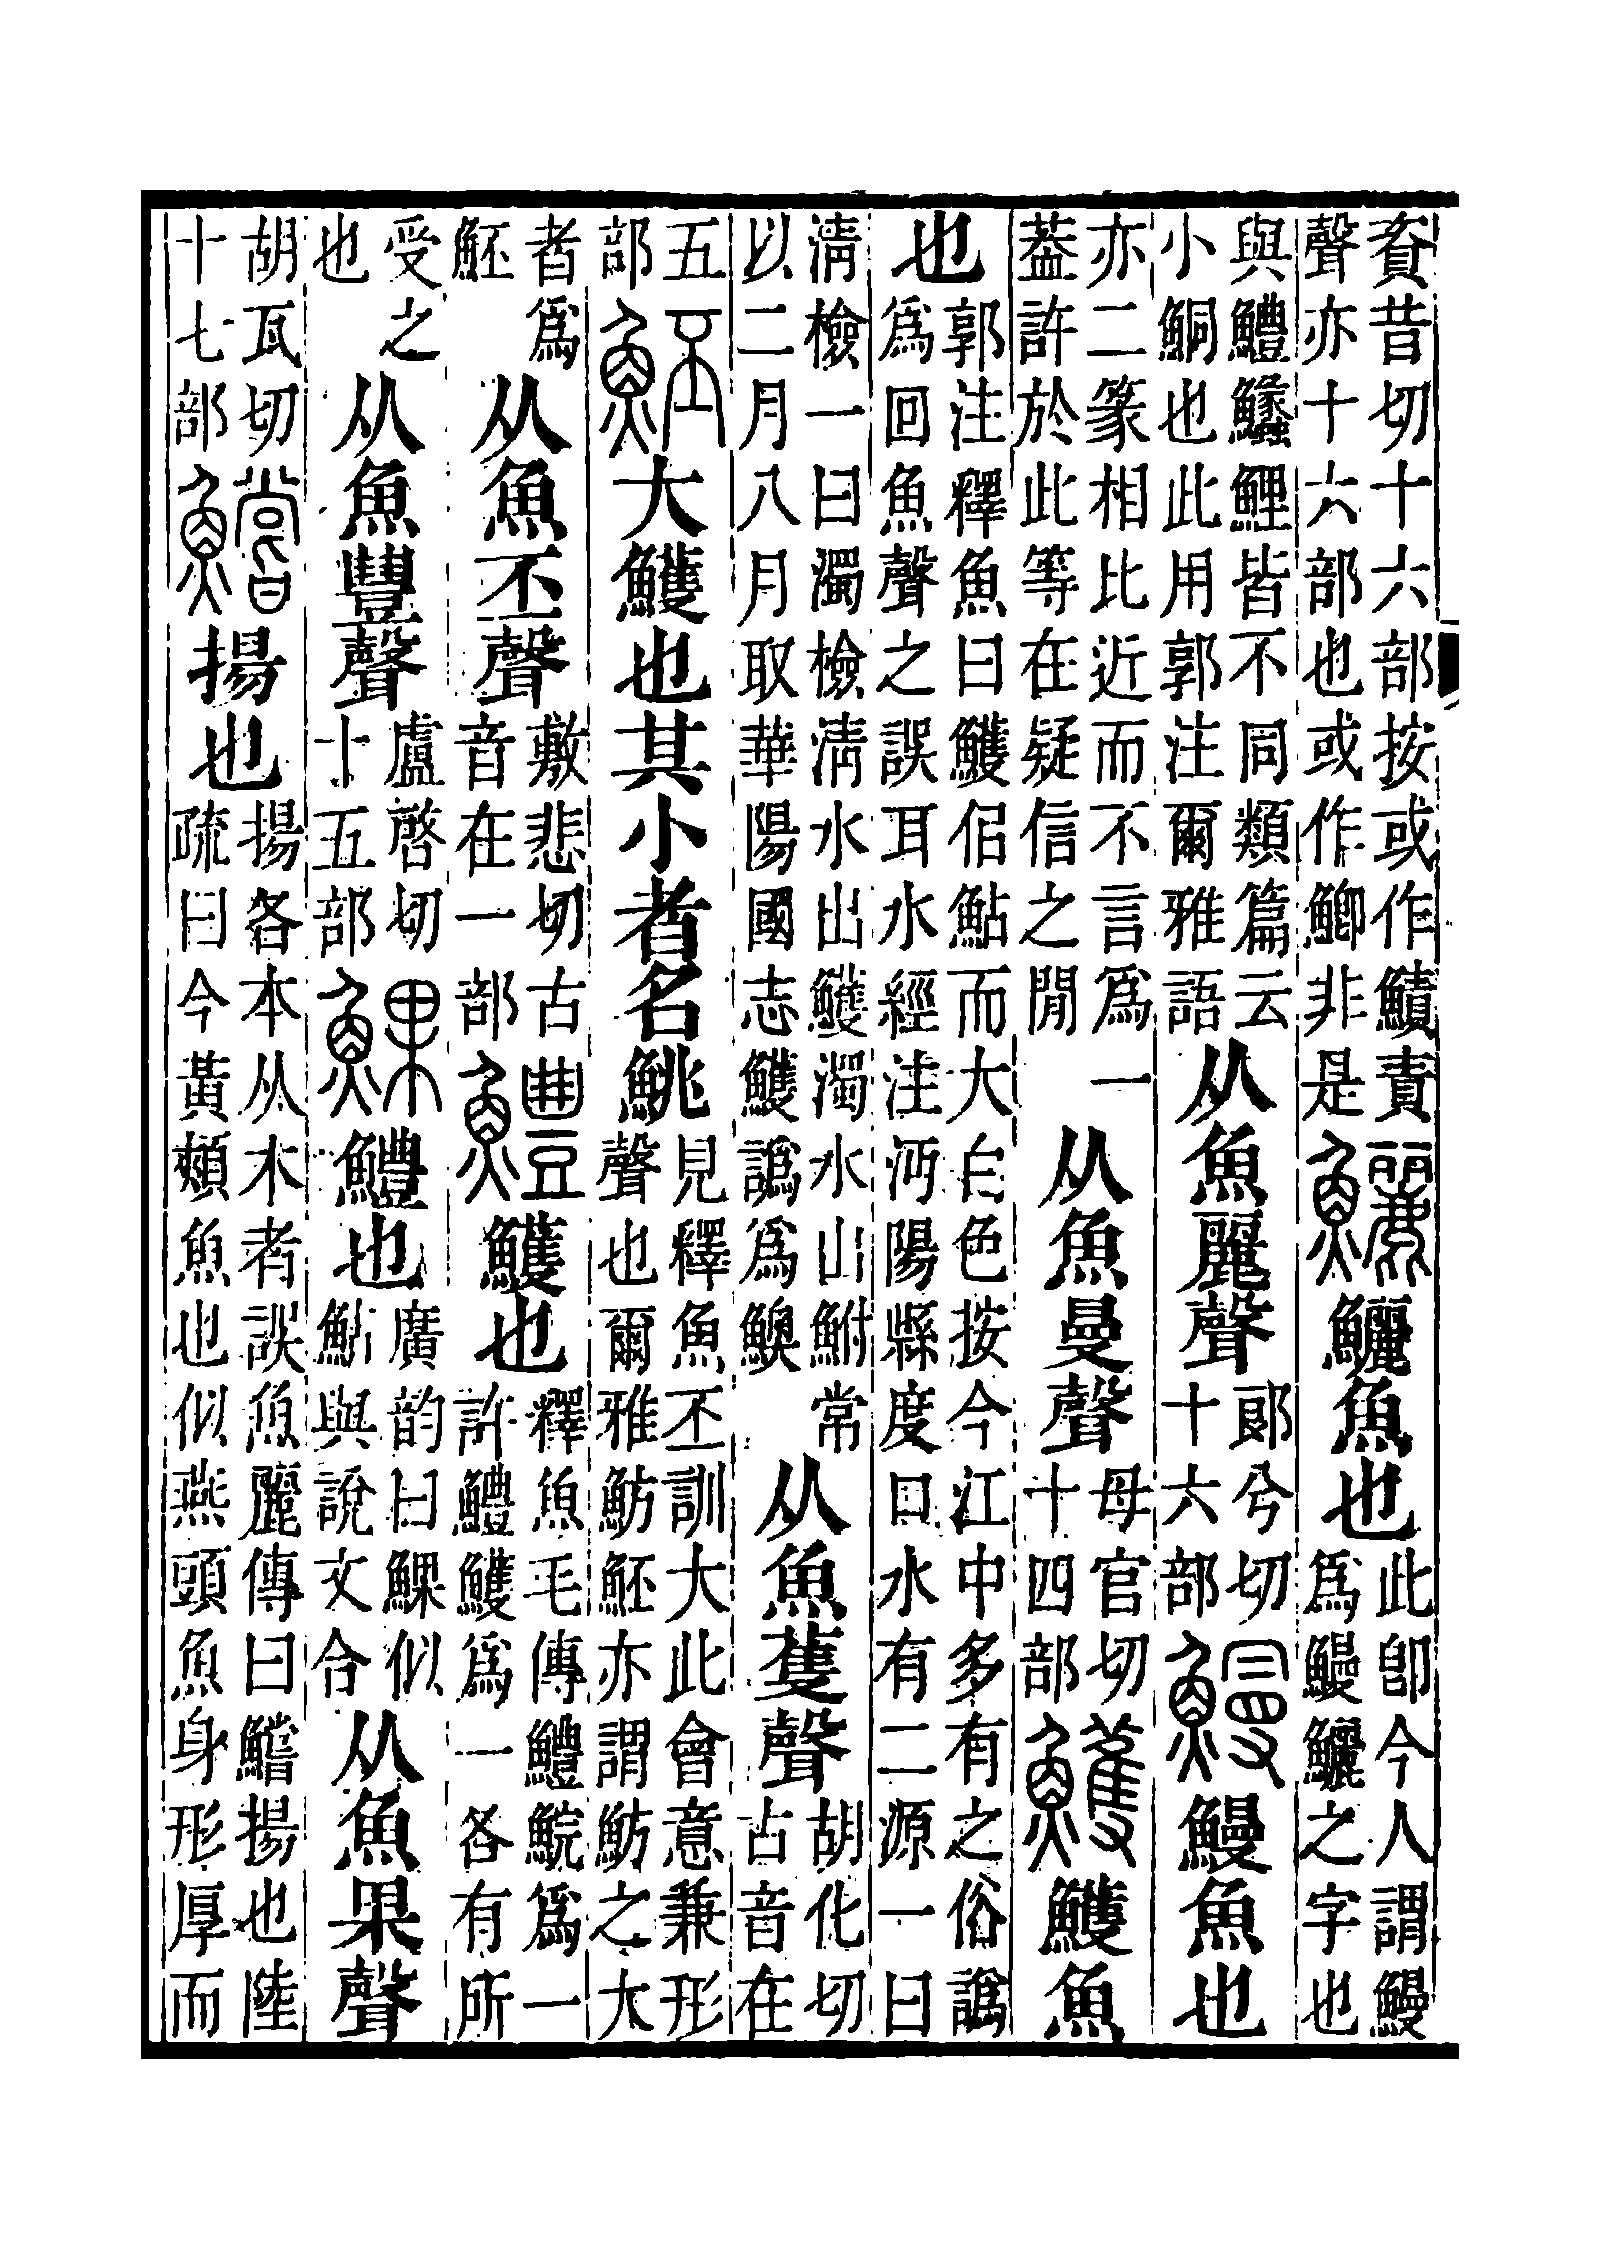 資昔切十六部按或作鰿責聲亦十六部也或作鯽非是鱺鱺魚也此卽今人謂鰻爲鰻鱺之字也
與鱧𩽵鯉皆不同類篇云小鮦也此用郭注爾雅語从魚麗聲郞兮切十六部鰻鰻魚也
亦二篆相比近而不言爲一葢許於此等在疑信之閒从魚曼聲母官切十四部鱯鱯魚
也郭注釋魚曰鱯佀鮎而大白色按今江中多有之俗譌爲回魚聲之誤耳水經注沔陽縣度口水有二源一曰
淸檢一曰濁檢淸水出鱯濁水出鮒常以二月八月取華陽國志鱯譌爲从魚蒦聲胡化切古音在
五部魾大鱯也其小者名鮡見釋魚丕訓大此會意兼形聲也爾雅魴魾亦謂魴之大
者爲魾从魚丕聲敷悲切古音在一部鱧鱯也釋魚毛傳鱧鯇爲一許鱧鱯爲一各有所
受之也从魚豊聲盧啓切十五部鱧也廣韵曰似鮎與說文合从魚果聲
胡瓦切十七部鱨揚也揚各本从木者誤魚麗傳曰鱨揚也陸疏曰今黃頰魚也似燕頭魚身形厚而